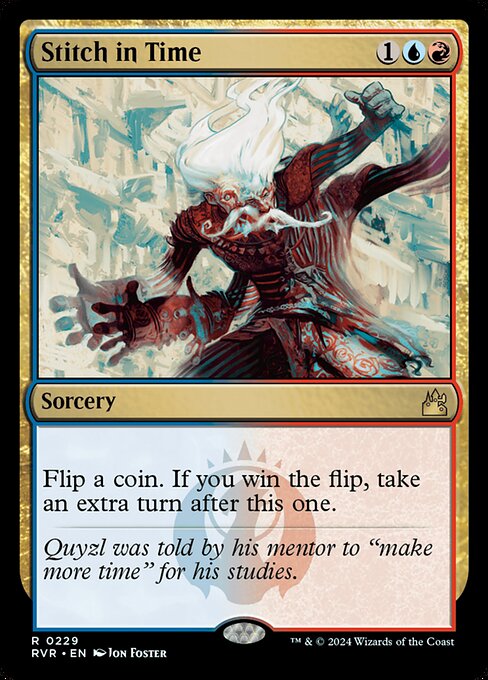 Stitch in Time 1
Sorcery
Flip a coin. If you win the flip, take
an extra turn after this one.
Quyzl was told by his mentor to “make
more time” for his studies.
R 0229
RVR • EN Jon Foster
™ & © 2024 Wizards of the Coast